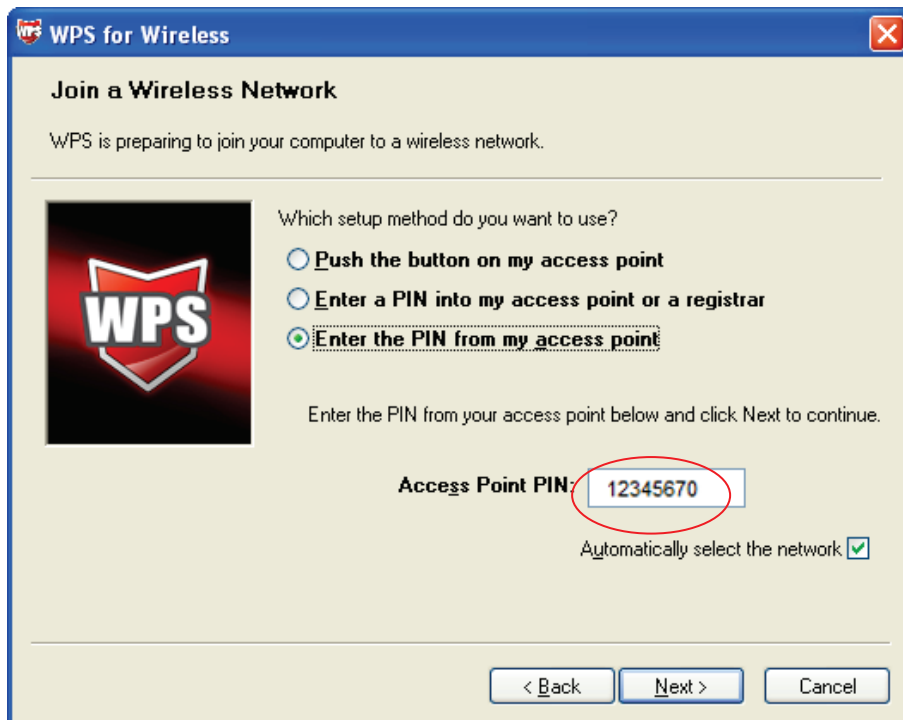 WPS for Wireless
Join a Wireless Network
WPS is preparing to join your computer to a wireless network.
Which setup method do you want to use?
Push the button on my access point
Enter a PIN into my access point or a registrar
Enter the PIN from my access point
WPS
Enter the PIN from your access point below and click Next to continue.
Access Point PIN: 12345670
Automatically select the network
< Back Next > Cancel